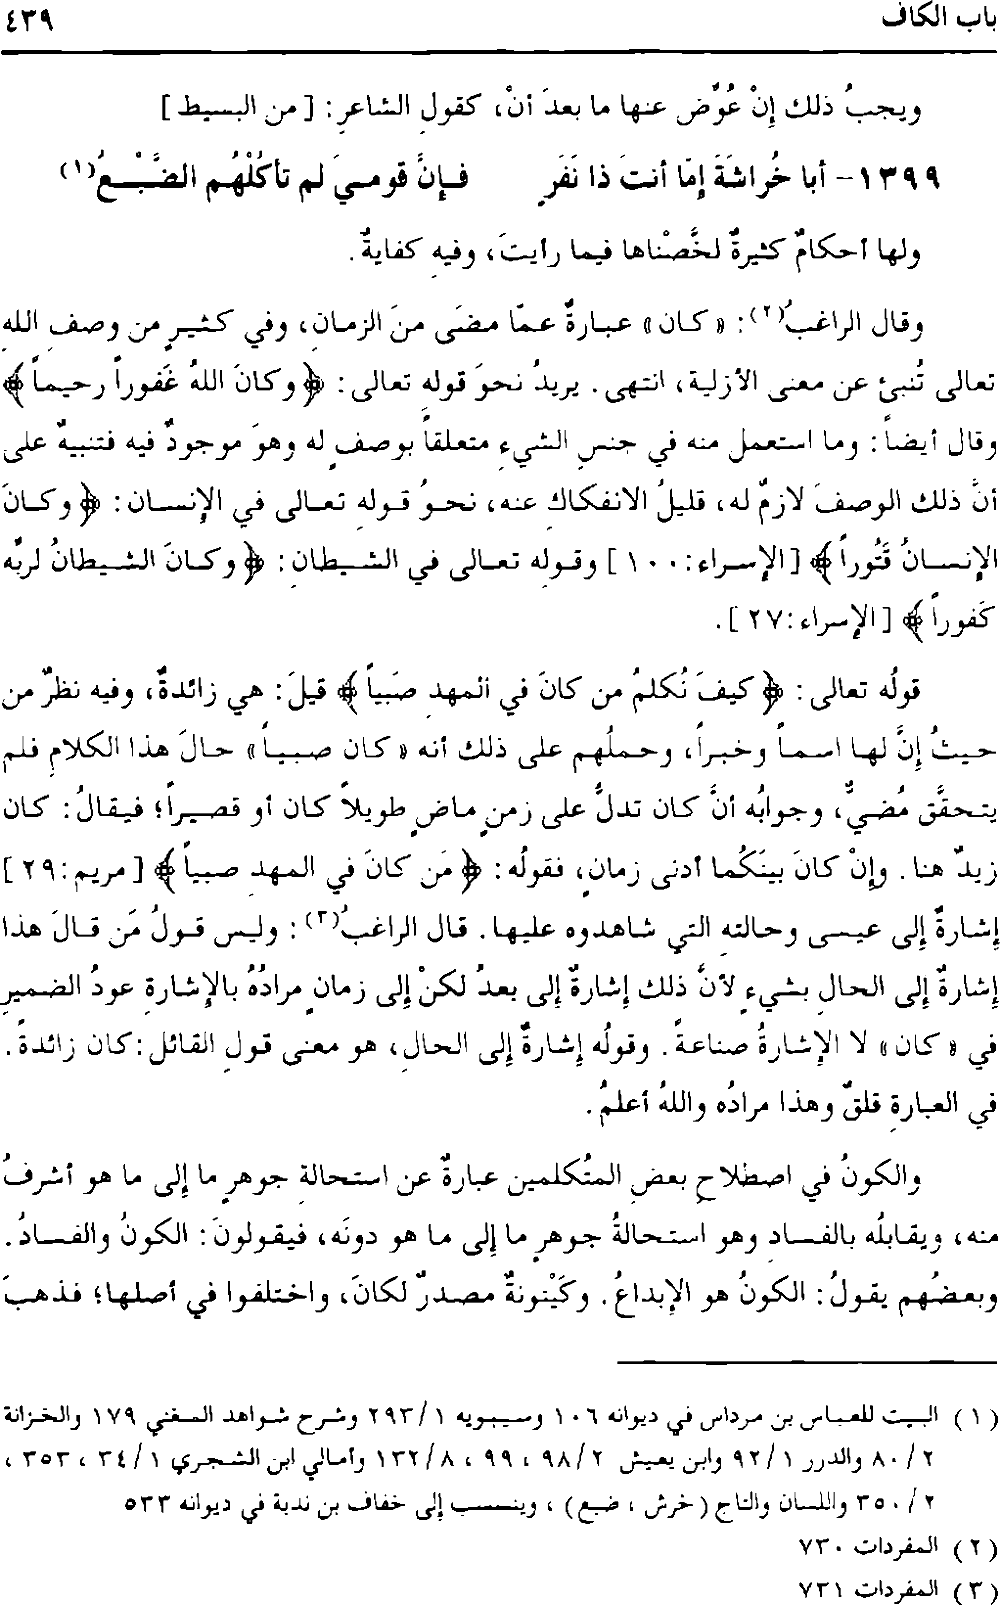 باب الكاف ٤٣٩
ويجبُ ذلك إنْ عُوِّض عنها ما بعدَ أنْ، كقولِ الشاعرِ: [من البسيط]
١٣٩٩- أبا خُراشَةَ إمّا أنتَ ذا نَفَرٍ فإنَّ قوميَ لم تأكُلْهُم الضَّبْعُ(١)
ولها أحكامٌ كثيرةٌ لخَّصْناها فيما رأيتَ، وفيهِ كفايةٌ.
وقال الراغبُ(٢): «كان» عبارةٌ عمّا مضَى منَ الزمانِ، وفي كثيرٍ من وصفِ اللهِ
تعالى تُنبئ عن معنى الأزلية، انتهى. يريدُ نحوَ قوله تعالى: ﴿وكانَ اللهُ غَفوراً رحيماً﴾
وقال أيضاً: وما استعمل منه في جنسِ الشيءِ متعلقاً بوصفٍ له وهوَ موجودٌ فيه فتنبيهٌ على
أنَّ ذلك الوصفَ لازمٌ له، قليلُ الانفكاكِ عنه، نحوُ قوله تعالى في الإنسان: ﴿وكانَ
الإنسانُ قَتُوراً﴾ [الإسراء:١٠٠] وقوله تعالى في الشيطانِ: ﴿وكانَ الشيطانُ لربِّه
كَفوراً﴾ [الإسراء:٢٧].
قولُه تعالى: ﴿كيفَ نُكلمُ من كانَ في المهدِ صَبياً﴾ قيلَ: هي زائدةٌ، وفيه نظرٌ من
حيثُ إنَّ لها اسماً وخبراً، وحملُهم على ذلك أنه «كان صبياً» حالَ هذا الكلامِ فلم
يتحقَّق مُضيٌّ، وجوابُه أنَّ كان تدلُّ على زمنٍ ماضٍ طويلاً كان أو قصيراً؛ فيقالُ: كان
زيدٌ هنا. وإنْ كانَ بينَكُما أدنى زمانٍ، فقولُه: ﴿مَن كانَ في المهدِ صبياً﴾ [مريم:٢٩]
إشارةٌ إلى عيسى وحالتهِ التي شاهدوه عليها. قال الراغبُ(٣): وليس قولُ مَن قالَ هذا
إشارةٌ إلى الحالِ بشيءٍ لأنَّ ذلك إشارةٌ إلى بعدُ لكنْ إلى زمانٍ مرادُهُ بالإشارةِ عودُ الضميرِ
في «كان» لا الإشارةُ صناعةً. وقولُه إشارةٌ إلى الحالِ، هو معنى قولِ القائل: كان زائدةً.
في العبارةِ قلقٌ وهذا مرادُه واللهُ أعلمُ.
والكونُ في اصطلاحِ بعضِ المتُكلمين عبارةٌ عن استحالةِ جوهرٍ ما إلى ما هو أشرفُ
منه، ويقابلُه بالفسادِ وهو استحالةُ جوهرٍ ما إلى ما هو دونَه، فيقولونَ: الكونُ والفسادُ.
وبعضُهم يقولُ: الكونُ هو الإبداعُ. وكَيْنونةٌ مصدرٌ لكانَ، واختلفوا في أصلها؛ فذهبَ
(١) البيت للعباس بن مرداس في ديوانه ١٠٦ وسيبويه ٢٩٣/١ وشرح شواهد المغني ١٧٩ والخزانة
٨٠/٢ والدرر ٩٢/١ وابن يعيش ٩٨/٢ ، ٩٩ ، ١٣٢/٨ وأمالي ابن الشجري ٣٤/١ ، ٣٥٣ ،
٣٥٠/٢ واللسان والتاج (خرش ، ضبع) ، وينسب إلى خفاف بن ندبة في ديوانه ٥٣٣
(٢) المفردات ٧٣٠
(٣) المفردات ٧٣١